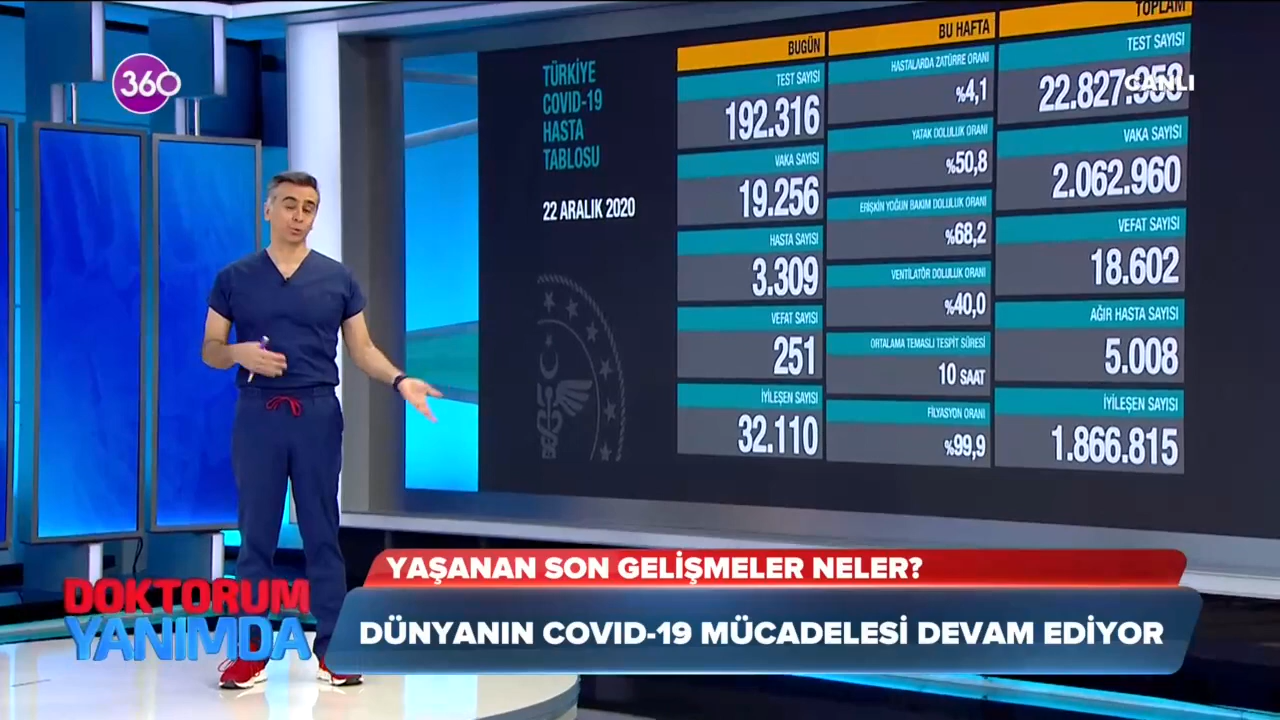 360
CANLI
TÜRKİYE
COVID-19
HASTA
TABLOSU
22 ARALIK 2020
BUGÜN
TEST SAYISI
192.316
VAKA SAYISI
19.256
HASTA SAYISI
3.309
VEFAT SAYISI
251
İYİLEŞEN SAYISI
32.110
BU HAFTA
HASTALARDA ZATÜRRE ORANI
%4,1
YATAK DOLULUK ORANI
%50,8
ERİŞKİN YOĞUN BAKIM DOLULUK ORANI
%68,2
VENTİLATÖR DOLULUK ORANI
%40,0
ORTALAMA TEMASLI TESPİT SÜRESİ
10 SAAT
FİLYASYON ORANI
%99,9
TOPLAM
TEST SAYISI
VAKA SAYISI
2.062.960
VEFAT SAYISI
18.602
AĞIR HASTA SAYISI
5.008
İYİLEŞEN SAYISI
1.866.815
YAŞANAN SON GELİŞMELER NELER?
DOKTORUM
YANIMDA
DÜNYANIN COVID-19 MÜCADELESİ DEVAM EDİYOR